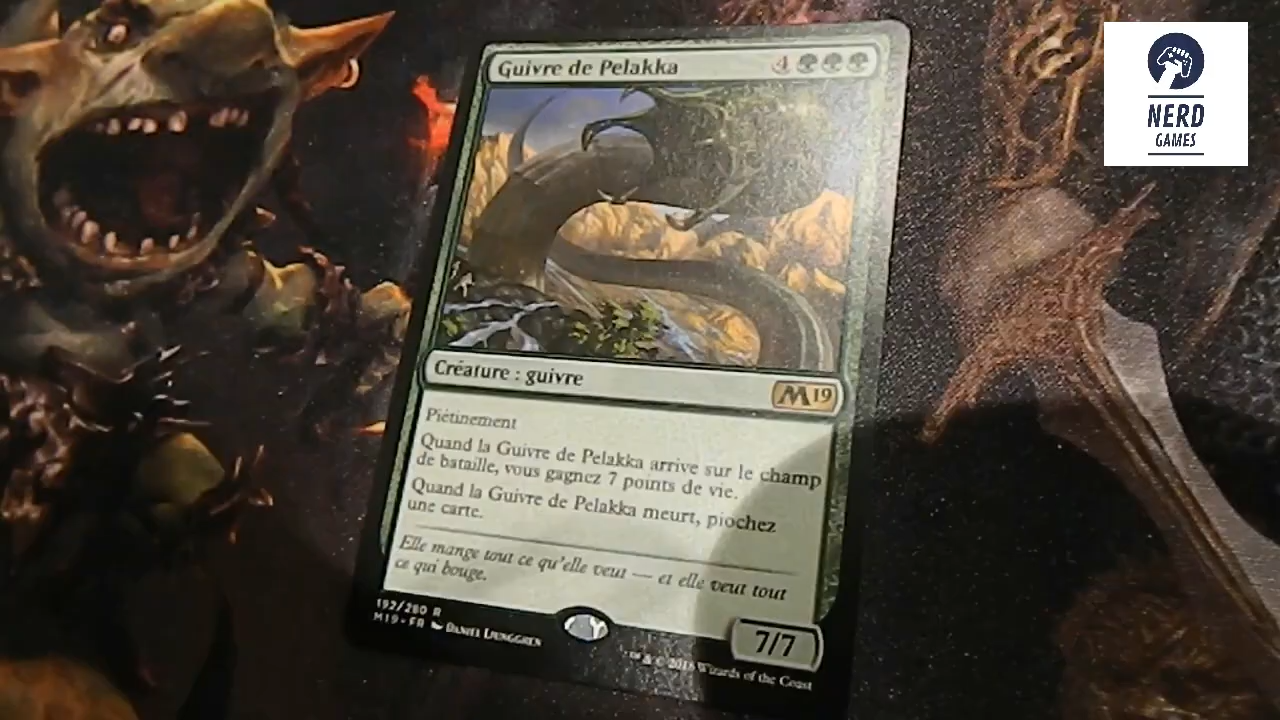 Guivre de Pelakka 4
NERD
GAMES
Créature : guivre
M19
Piétinement
Quand la Guivre de Pelakka arrive sur le champ
de bataille, vous gagnez 7 points de vie.
Quand la Guivre de Pelakka meurt, piochez
une carte.
Elle mange tout ce qu'elle veut — et elle veut tout
ce qui bouge.
192/280 R
M19 • FR DANIEL LJUNGGREN
7/7
& © 2018 Wizards of the Coast